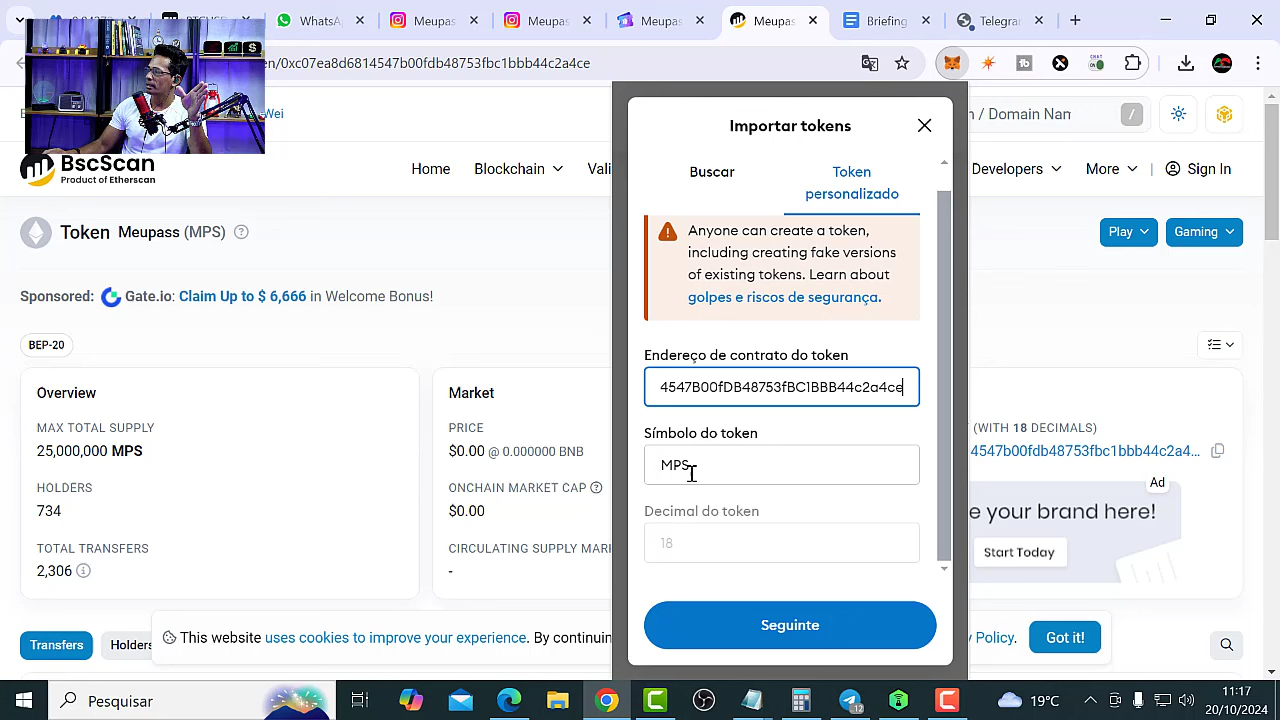 WhatsA
Meupas
Meupas
Meupas
Meupas
Briefing
Telegran
en/0xc07ea8d6814547b00fdb48753fbc1bbb44c2a4ce
CHAT
ON
Wei
/ Domain Nam
/
BscScan
Product of Etherscan
Home
Blockchain
Vali
Developers
More
Sign In
Token Meupass (MPS)
Play
Gaming
Sponsored: Gate.io: Claim Up to $ 6,666 in Welcome Bonus!
BEP-20
Overview
MAX TOTAL SUPPLY
25,000,000 MPS
HOLDERS
734
TOTAL TRANSFERS
2,306
Market
PRICE
$0.00 @ 0.000000 BNB
ONCHAIN MARKET CAP
$0.00
CIRCULATING SUPPLY MAR
-
Importar tokens
Buscar
Token
personalizado
Anyone can create a token,
including creating fake versions
of existing tokens. Learn about
golpes e riscos de segurança.
Endereço de contrato do token
4547B00fDB48753fBC1BBB44c2a4ce
Símbolo do token
MPS
Decimal do token
18
Seguinte
(WITH 18 DECIMALS)
4547b00fdb48753fbc1bbb44c2a4...
Ad
e your brand here!
Start Today
Transfers
Holders
This website uses cookies to improve your experience. By continuin
y Policy.
Got it!
Pesquisar
12
19°C
11:17
20/10/2024